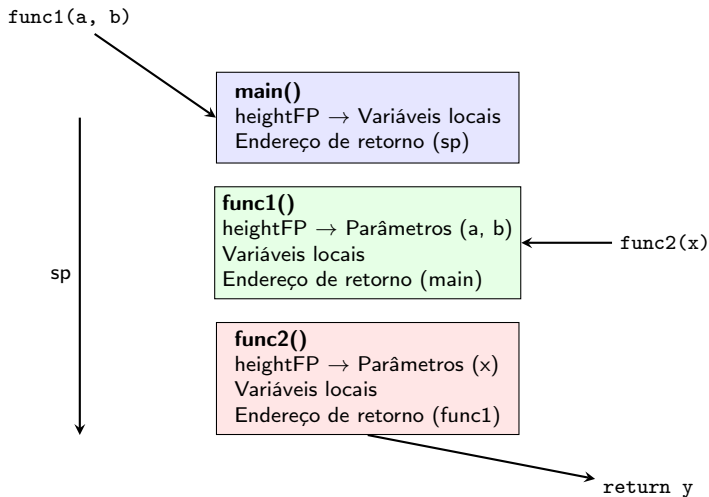 func1(a, b)
main()
heightFP → Variáveis locais
Endereço de retorno (sp)
func1()
heightFP → Parâmetros (a, b)
Variáveis locais
Endereço de retorno (main)
func2(x)
sp
func2()
heightFP → Parâmetros (x)
Variáveis locais
Endereço de retorno (func1)
return y